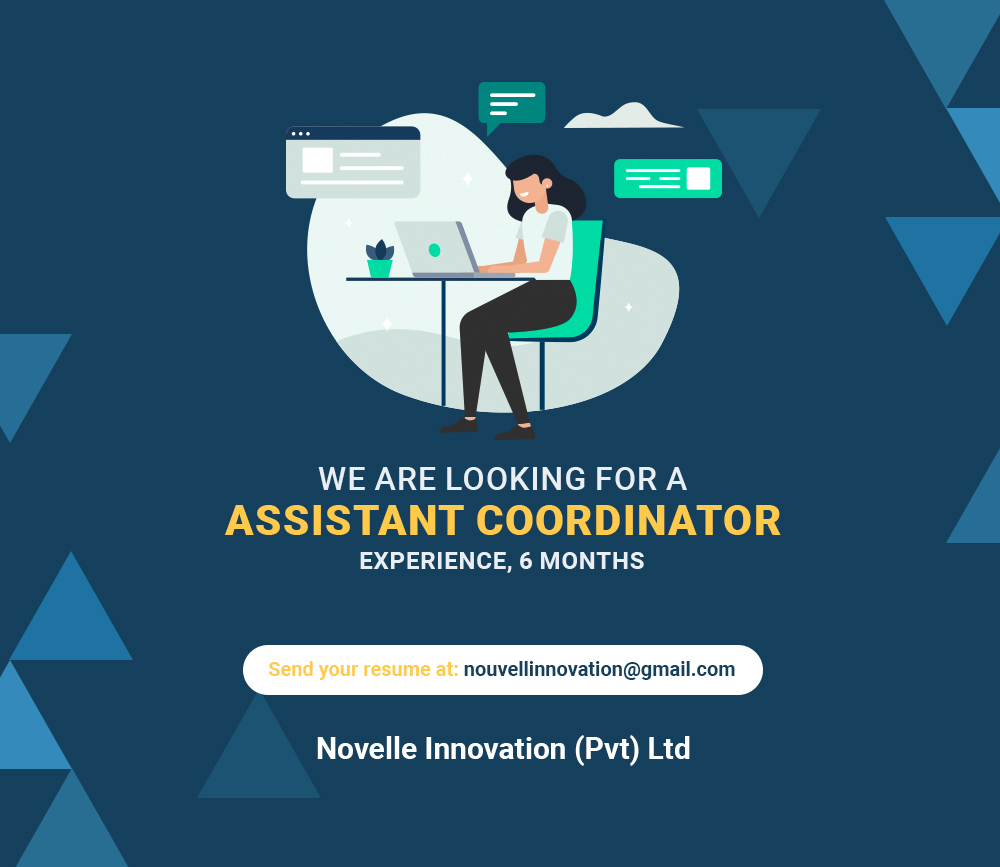 WE ARE LOOKING FOR A
ASSISTANT COORDINATOR
EXPERIENCE, 6 MONTHS
Send your resume at: nouvellinnovation@gmail.com
Novelle Innovation (Pvt) Ltd